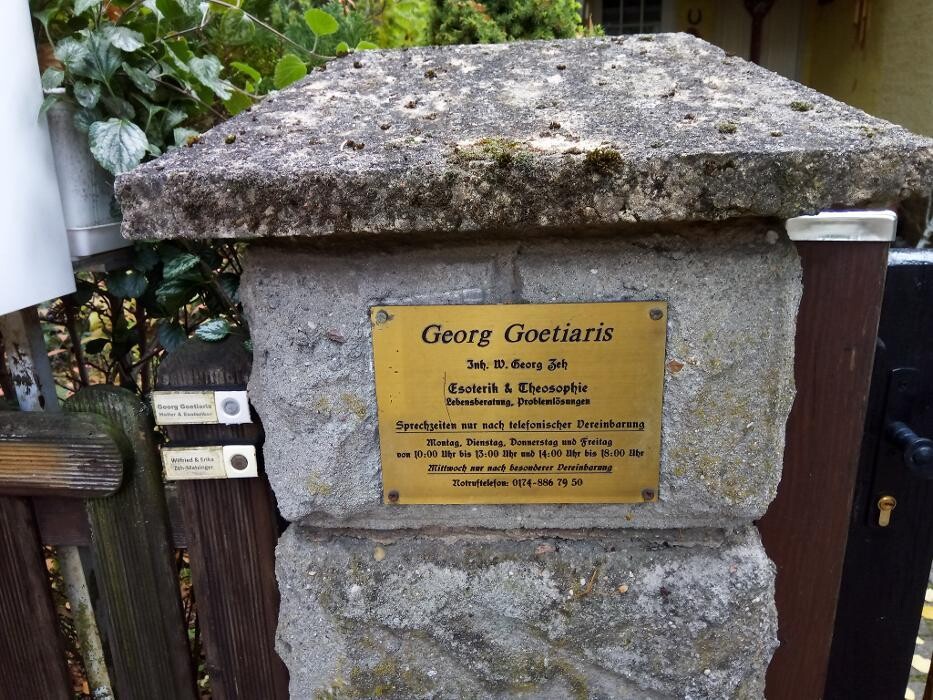 Georg Goetiaris
Inh. W. Georg Zeh
Esoterik & Theosophie
Lebensberatung, Problemlösungen
Sprechzeiten nur nach telefonischer Vereinbarung
Montag, Dienstag, Donnerstag und Freitag
von 10:00 Uhr bis 13:00 Uhr und 14:00 Uhr bis 18:00 Uhr
Mittwoch nur nach besonderer Vereinbarung
Notruftelefon: 0174-886 79 50
Georg Goetiaris
Heiler &
Wilfried & Erika